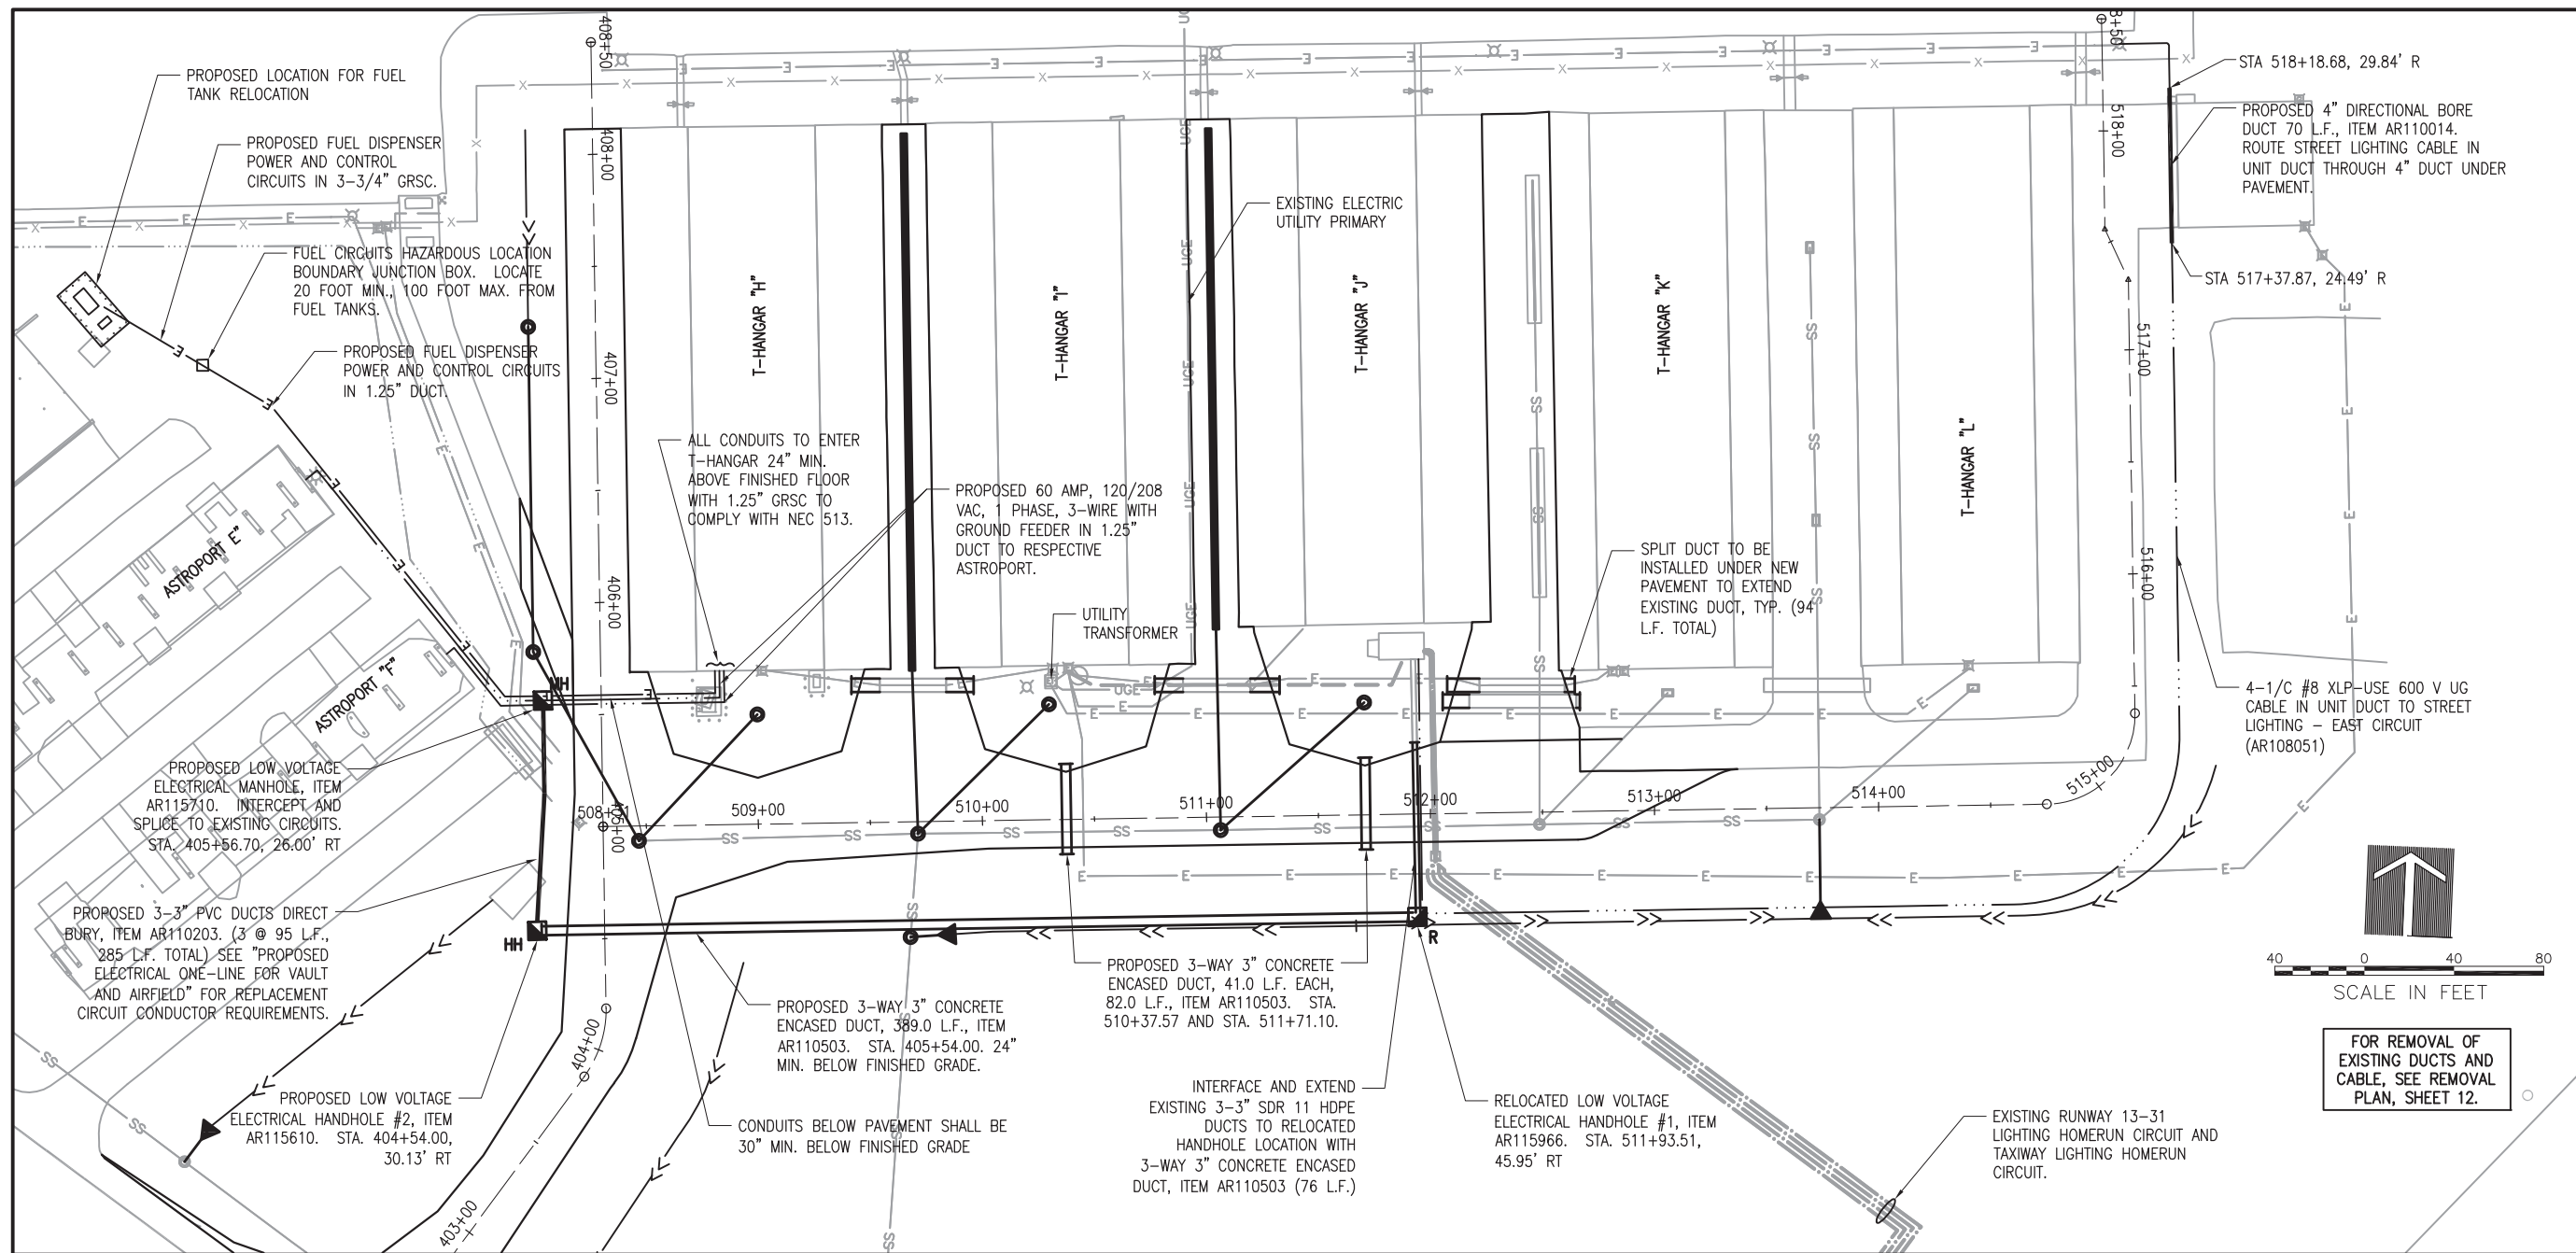 PROPOSED LOCATION FOR FUEL
TANK RELOCATION
PROPOSED FUEL DISPENSER
POWER AND CONTROL
CIRCUITS IN 3-3/4" GRSC.
FUEL CIRCUITS HAZARDOUS LOCATION
BOUNDARY JUNCTION BOX.  LOCATE
20 FOOT MIN., 100 FOOT MAX. FROM
FUEL TANKS.
PROPOSED FUEL DISPENSER
POWER AND CONTROL CIRCUITS
IN 1.25" DUCT.
ALL CONDUITS TO ENTER
T-HANGAR 24" MIN.
ABOVE FINISHED FLOOR
WITH 1.25" GRSC TO
COMPLY WITH NEC 513.
PROPOSED 60 AMP, 120/208
VAC, 1 PHASE, 3-WIRE WITH
GROUND FEEDER IN 1.25"
DUCT TO RESPECTIVE
ASTROPORT.
EXISTING ELECTRIC
UTILITY PRIMARY
UTILITY
TRANSFORMER
SPLIT DUCT TO BE
INSTALLED UNDER NEW
PAVEMENT TO EXTEND
EXISTING DUCT, TYP. (94
L.F. TOTAL)
STA 518+18.68, 29.84' R
PROPOSED 4" DIRECTIONAL BORE
DUCT 70 L.F., ITEM AR110014.
ROUTE STREET LIGHTING CABLE IN
UNIT DUCT THROUGH 4" DUCT UNDER
PAVEMENT.
STA 517+37.87, 24.49' R
4-1/C #8 XLP-USE 600 V UG
CABLE IN UNIT DUCT TO STREET
LIGHTING - EAST CIRCUIT
(AR108051)
T-HANGAR "H"
T-HANGAR "I"
T-HANGAR "J"
T-HANGAR "K"
T-HANGAR "L"
ASTROPORT E"
ASTROPORT "F"
408+50
408+00
407+00
406+00
405+00
404+00
403+00
509+00
510+00
511+00
512+00
513+00
514+00
515+00
516+00
517+00
518+00
MH
HH
R
PROPOSED LOW VOLTAGE
ELECTRICAL MANHOLE, ITEM
AR115710.  INTERCEPT AND
SPLICE TO EXISTING CIRCUITS.
STA. 405+56.70, 26.00' RT
PROPOSED 3-3" PVC DUCTS DIRECT
BURY, ITEM AR110203. (3 @ 95 L.F.,
285 L.F. TOTAL) SEE "PROPOSED
ELECTRICAL ONE-LINE FOR VAULT
AND AIRFIELD" FOR REPLACEMENT
CIRCUIT CONDUCTOR REQUIREMENTS.
PROPOSED LOW VOLTAGE
ELECTRICAL HANDHOLE #2, ITEM
AR115610.  STA. 404+54.00,
30.13' RT
PROPOSED 3-WAY 3" CONCRETE
ENCASED DUCT, 389.0 L.F., ITEM
AR110503.  STA. 405+54.00. 24"
MIN. BELOW FINISHED GRADE.
CONDUITS BELOW PAVEMENT SHALL BE
30" MIN. BELOW FINISHED GRADE
PROPOSED 3-WAY 3" CONCRETE
ENCASED DUCT, 41.0 L.F. EACH,
82.0 L.F., ITEM AR110503.  STA.
510+37.57 AND STA. 511+71.10.
INTERFACE AND EXTEND
EXISTING 3-3" SDR 11 HDPE
DUCTS TO RELOCATED
HANDHOLE LOCATION WITH
3-WAY 3" CONCRETE ENCASED
DUCT, ITEM AR110503 (76 L.F.)
RELOCATED LOW VOLTAGE
ELECTRICAL HANDHOLE #1, ITEM
AR115966.  STA. 511+93.51,
45.95' RT
EXISTING RUNWAY 13-31
LIGHTING HOMERUN CIRCUIT AND
TAXIWAY LIGHTING HOMERUN
CIRCUIT.
40 0 40 80
SCALE IN FEET
FOR REMOVAL OF
EXISTING DUCTS AND
CABLE, SEE REMOVAL
PLAN, SHEET 12.